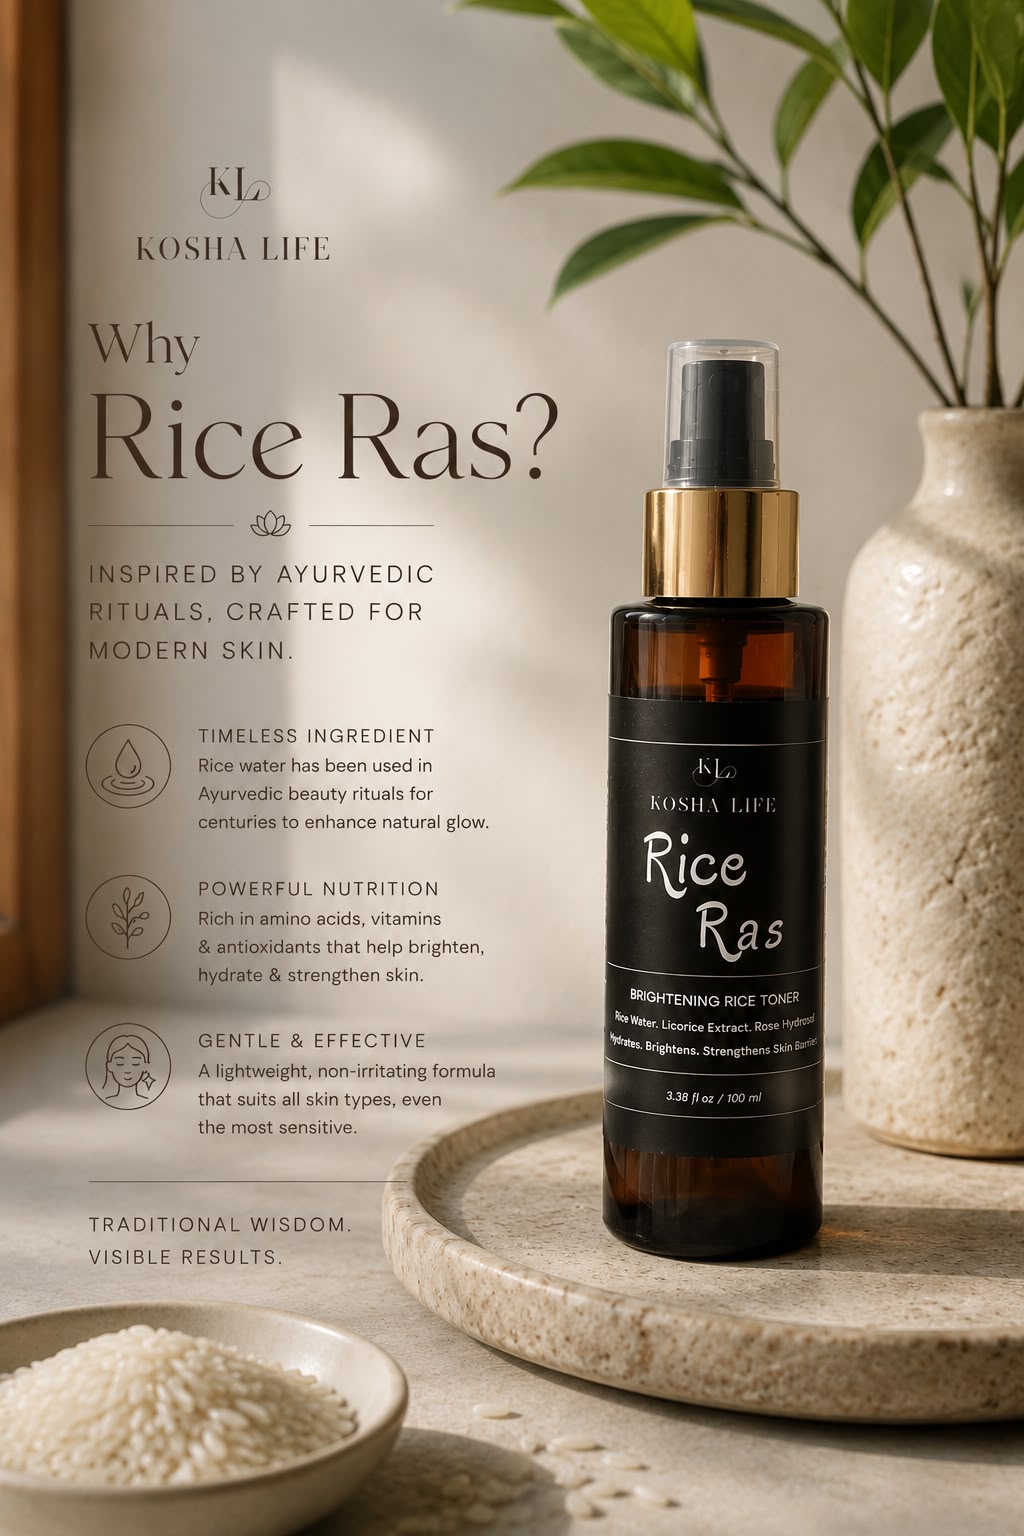 KL
KOSHA LIFE
Why
Rice Ras?
INSPIRED BY AYURVEDIC
RITUALS, CRAFTED FOR
MODERN SKIN.
TIMELESS INGREDIENT
Rice water has been used in
Ayurvedic beauty rituals for
centuries to enhance natural glow.
POWERFUL NUTRITION
Rich in amino acids, vitamins
& antioxidants that help brighten,
hydrate & strengthen skin.
GENTLE & EFFECTIVE
A lightweight, non-irritating formula
that suits all skin types, even
the most sensitive.
TRADITIONAL WISDOM.
VISIBLE RESULTS.
KL
KOSHA LIFE
Rice
Ras
BRIGHTENING RICE TONER
Rice Water. Licorice Extract. Rose Hydrosol
Hydrates. Brightens. Strengthens Skin Barrier.
3.38 fl oz / 100 ml